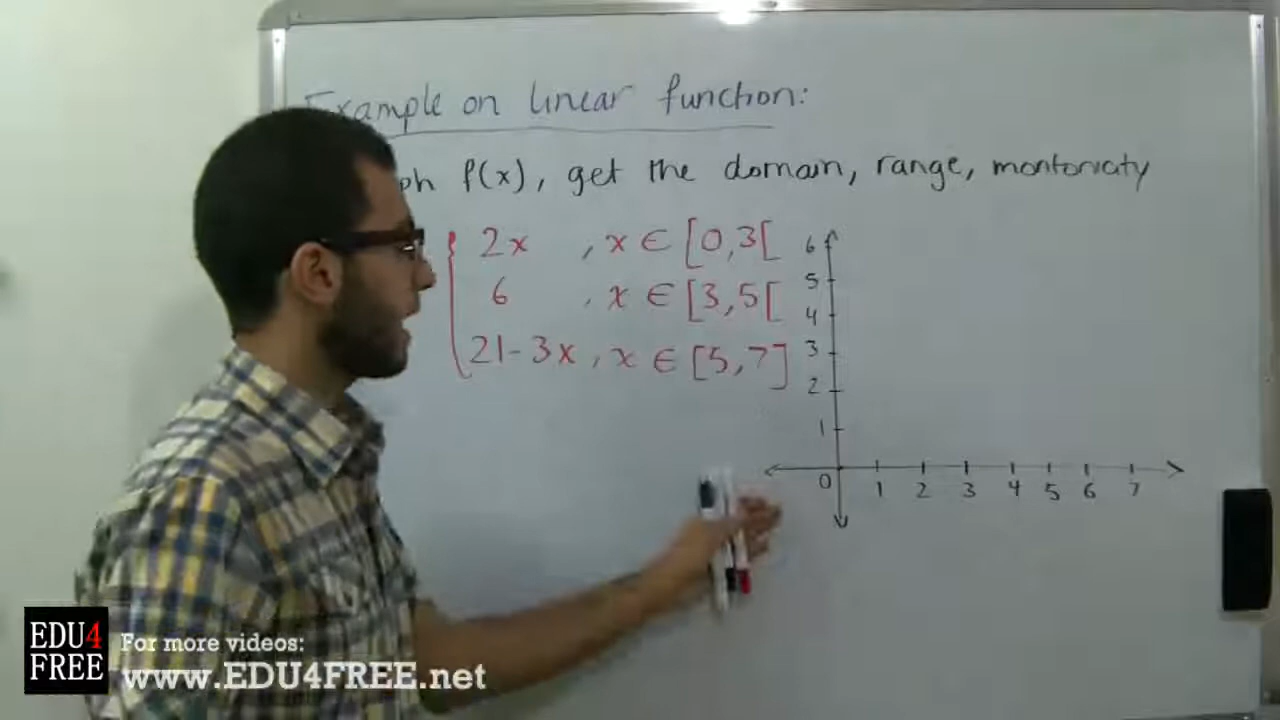 Example on linear function:
ph f(x), get the domain, range, montonicaty
2x , x ∈ [0,3[
6 , x ∈ [3,5[
21-3x , x ∈ [5,7]
6
5
4
3
2
1
0 1 2 3 4 5 6 7
EDU4
FREE
For more videos:
www.EDU4FREE.net